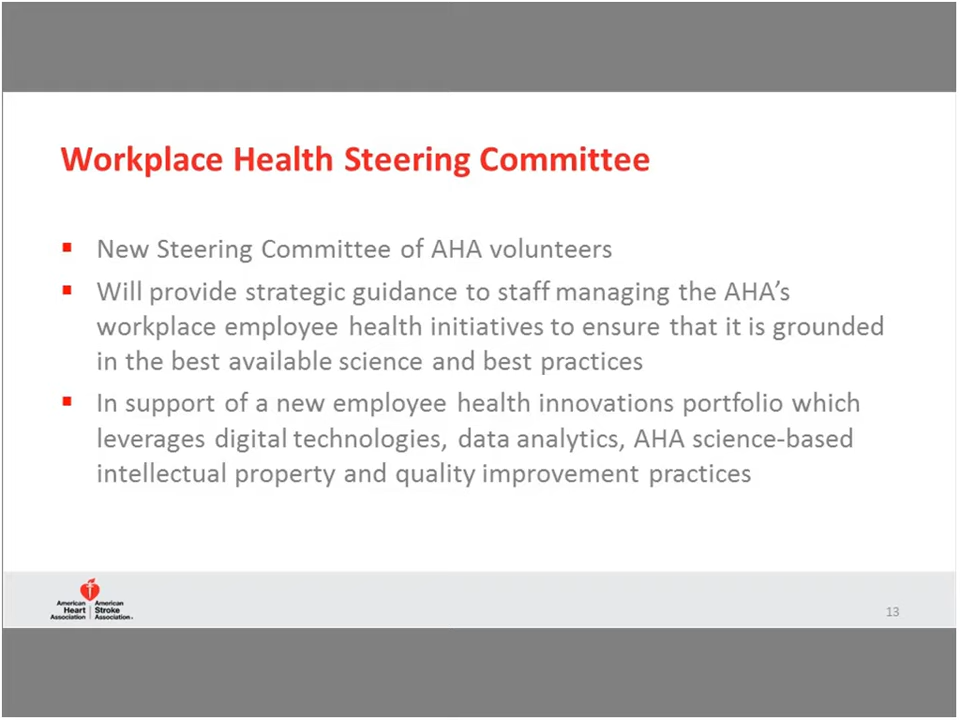 Workplace Health Steering Committee
New Steering Committee of AHA volunteers
Will provide strategic guidance to staff managing the AHA’s
workplace employee health initiatives to ensure that it is grounded
in the best available science and best practices
In support of a new employee health innovations portfolio which
leverages digital technologies, data analytics, AHA science-based
intellectual property and quality improvement practices
American Heart Association
American Stroke Association
13